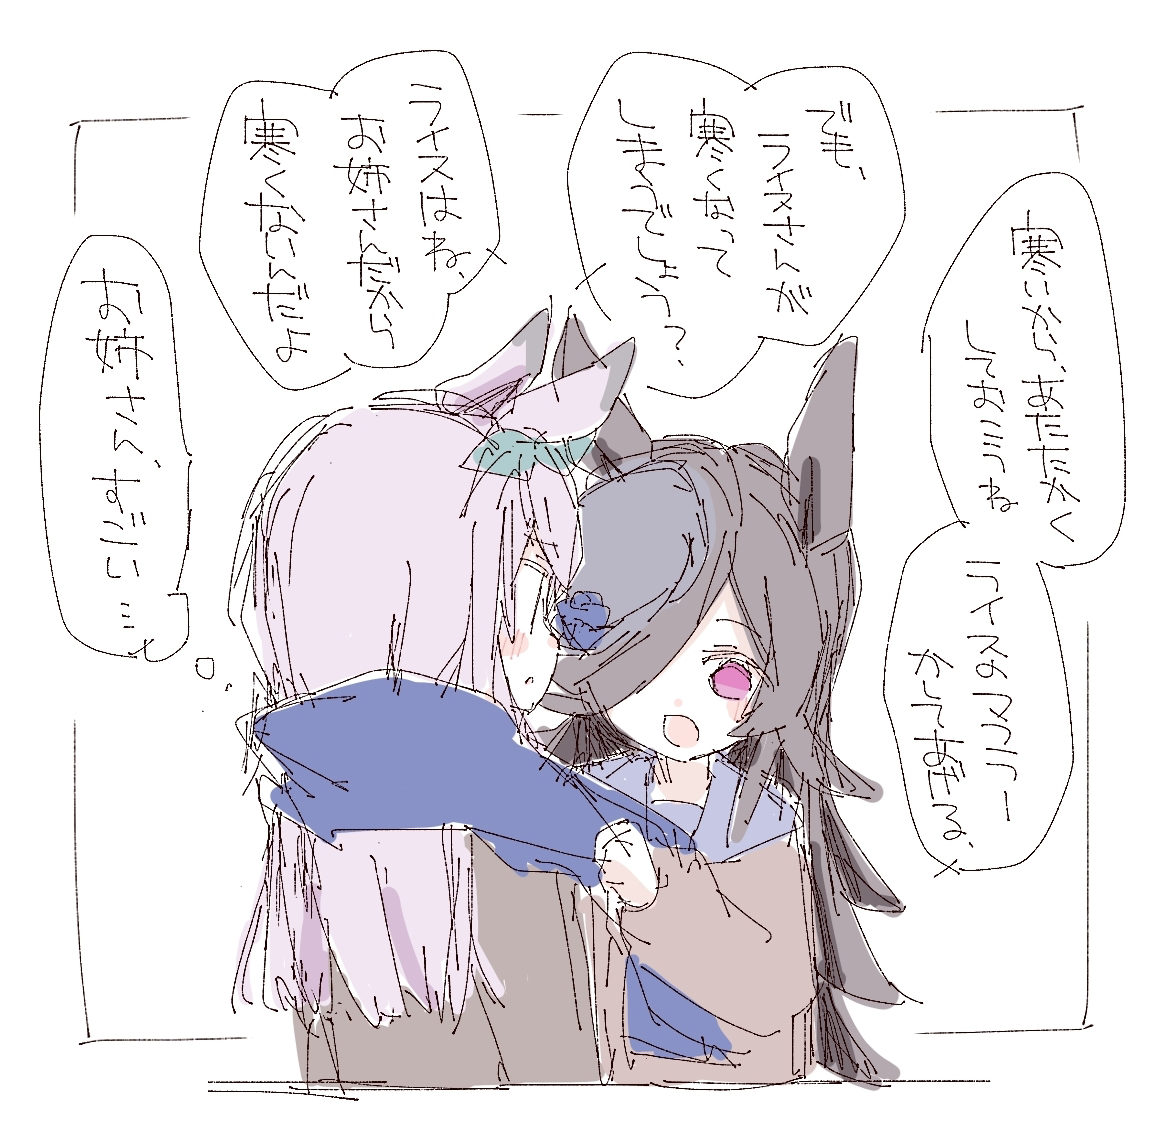 寒いから、あたたかく
しておこうね
ライスのマフラー
かしてあげる、
でも、
ライスさんが
寒くなって
しまうでしょう？
ライスはね、
お姉さんだから
寒くないんだよ
お姉さん、すごい…